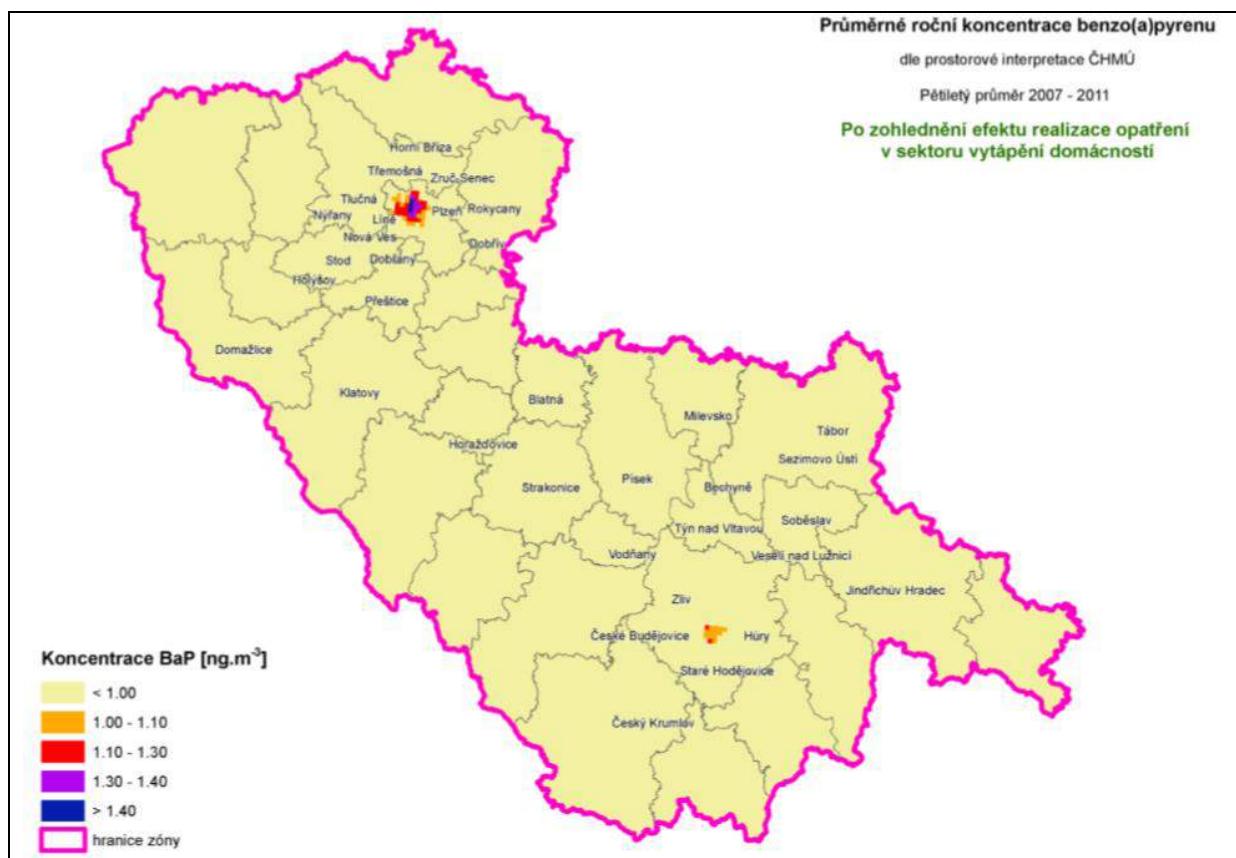 Průměrné roční koncentrace benzo(a)pyrenu
dle prostorové interpretace ČHMÚ
Pětiletý průměr 2007 - 2011
Po zohlednění efektu realizace opatření
v sektoru vytápění domácností
Horní Bříza
Třemošná
Zruč-Senec
Tlučná
Nýřany
Líně
Plzeň
Rokycany
Nová Ves
Dobřív
Stod
Dobřany
Holýšov
Přeštice
Domažlice
Klatovy
Blatná
Milevsko
Tábor
Horažďovice
Sezimovo Ústí
Strakonice
Písek
Bechyně
Soběslav
Týn nad Vltavou
Vodňany
Veselí nad Lužnicí
Jindřichův Hradec
Zliv
České Budějovice
Hůry
Staré Hodějovice
Český Krumlov
Koncentrace BaP [ng.m-3]
< 1.00
1.00 - 1.10
1.10 - 1.30
1.30 - 1.40
> 1.40
hranice zóny